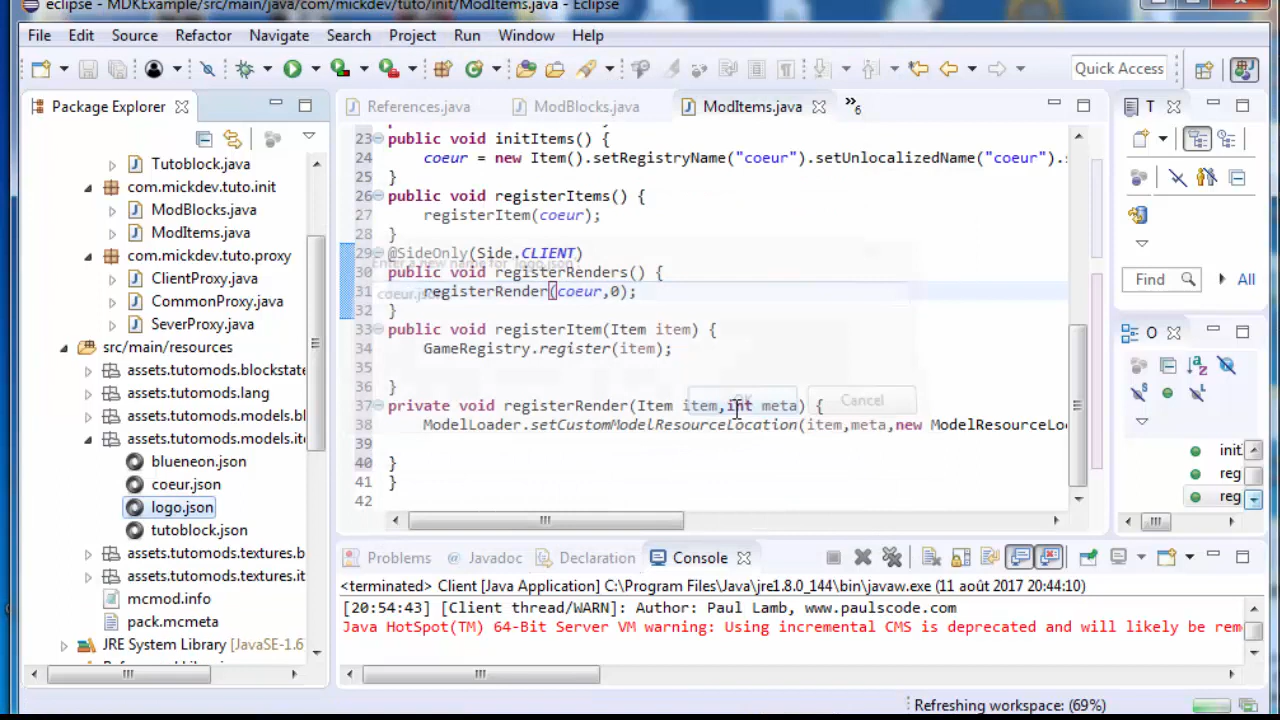 eclipse - MDKExample/src/main/java/com/mickdev/tuto/init/ModItems.java - Eclipse
File Edit Source Refactor Navigate Search Project Run Window Help
Quick Access
Package Explorer
Tutoblock.java
com.mickdev.tuto.init
ModBlocks.java
ModItems.java
com.mickdev.tuto.proxy
ClientProxy.java
CommonProxy.java
SeverProxy.java
src/main/resources
assets.tutomods.blockstate
assets.tutomods.lang
assets.tutomods.models.bl
assets.tutomods.models.ite
blueneon.json
coeur.json
logo.json
tutoblock.json
assets.tutomods.textures.b
assets.tutomods.textures.it
mcmod.info
pack.mcmeta
JRE System Library [JavaSE-1.6
References.java ModBlocks.java ModItems.java »6
23 public void initItems() {
24 coeur = new Item().setRegistryName("coeur").setUnlocalizedName("coeur").
25 }
26 public void registerItems() {
27 registerItem(coeur);
28 }
29 @SideOnly(Side.CLIENT)
30 public void registerRenders() {
31 registerRender(coeur,0);
32 }
33 public void registerItem(Item item) {
34 GameRegistry.register(item);
35
36 }
37 private void registerRender(Item item,int meta) {
38 ModelLoader.setCustomModelResourceLocation(item,meta,new ModelResourceLo
39
40 }
41 }
42
Enter a new name for 'logo.json'
coeur.js
OK Cancel
T
Find All
O
init
reg
reg
Problems Javadoc Declaration Console
<terminated> Client [Java Application] C:\Program Files\Java\jre1.8.0_144\bin\javaw.exe (11 août 2017 20:44:10)
[20:54:43] [Client thread/WARN]: Author: Paul Lamb, www.paulscode.com
Java HotSpot(TM) 64-Bit Server VM warning: Using incremental CMS is deprecated and will likely be rem
Refreshing workspace: (69%)